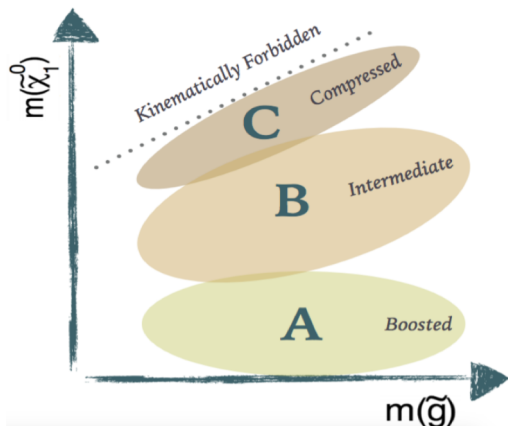 m(χ̃₁⁰)
Kinematically Forbidden
Compressed
C
Intermediate
B
A
Boosted
m(g̃)